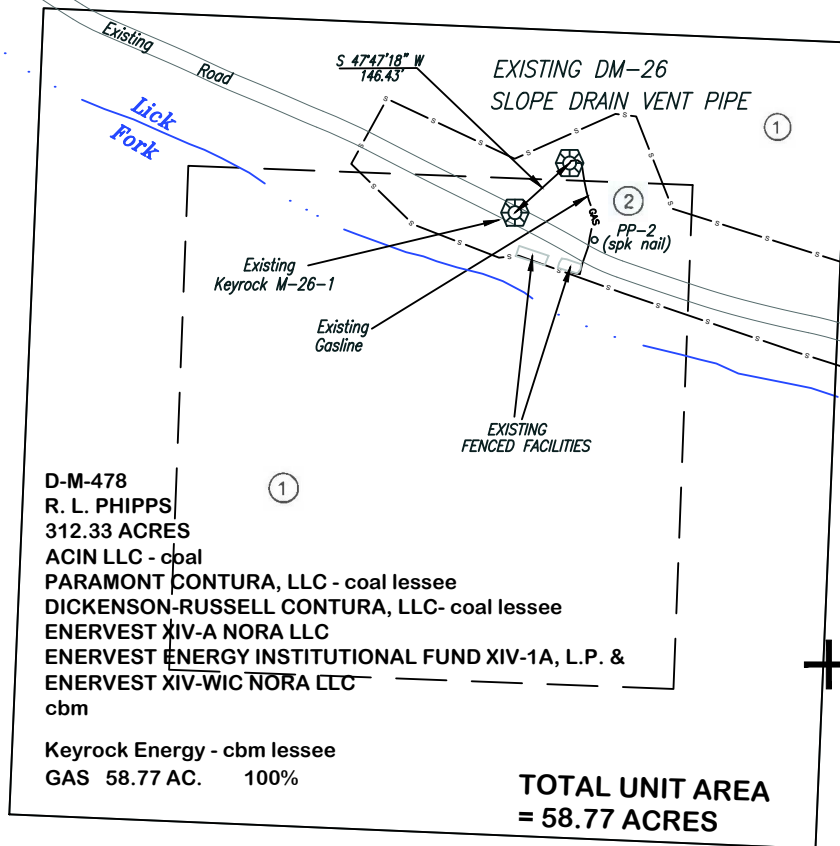 Existing
Road
S 47°47'18" W
146.43'
EXISTING DM-26
SLOPE DRAIN VENT PIPE
1
Lick
Fork
2
GAS
PP-2
(spk nail)
Existing
Keyrock M-26-1
Existing
Gasline
EXISTING
FENCED FACILITIES
1
D-M-478
R. L. PHIPPS
312.33 ACRES
ACIN LLC - coal
PARAMONT CONTURA, LLC - coal lessee
DICKENSON-RUSSELL CONTURA, LLC- coal lessee
ENERVEST XIV-A NORA LLC
ENERVEST ENERGY INSTITUTIONAL FUND XIV-1A, L.P. &
ENERVEST XIV-WIC NORA LLC
cbm
Keyrock Energy - cbm lessee
GAS 58.77 AC. 100%
TOTAL UNIT AREA
= 58.77 ACRES